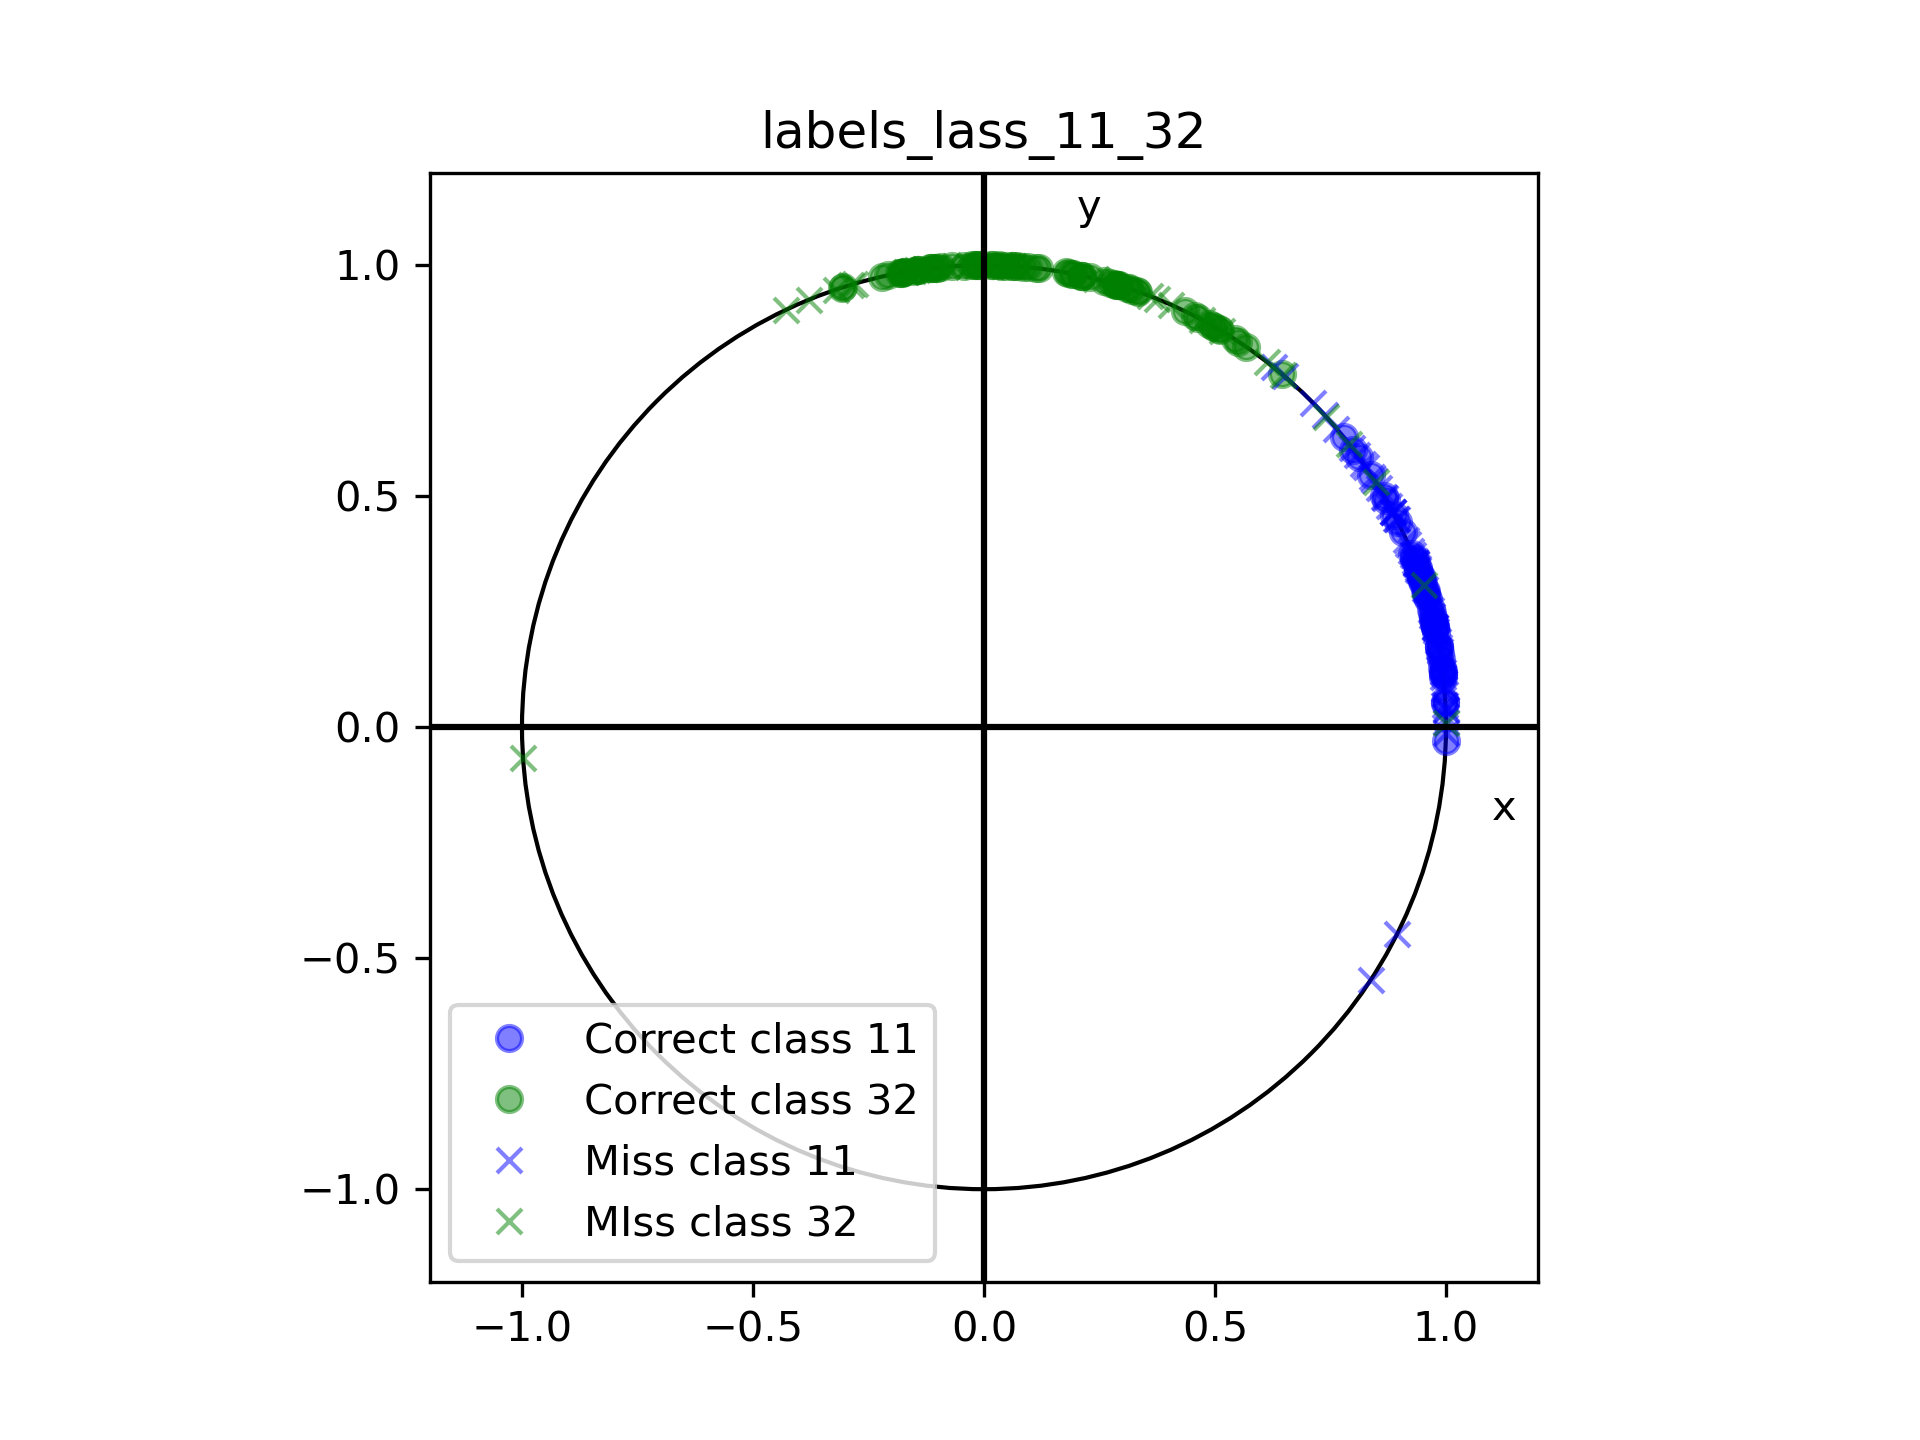 labels_lass_11_32
y
1.0
0.5
0.0
−0.5
−1.0
x
Correct class 11
Correct class 32
Miss class 11
MIss class 32
−1.0 −0.5 0.0 0.5 1.0